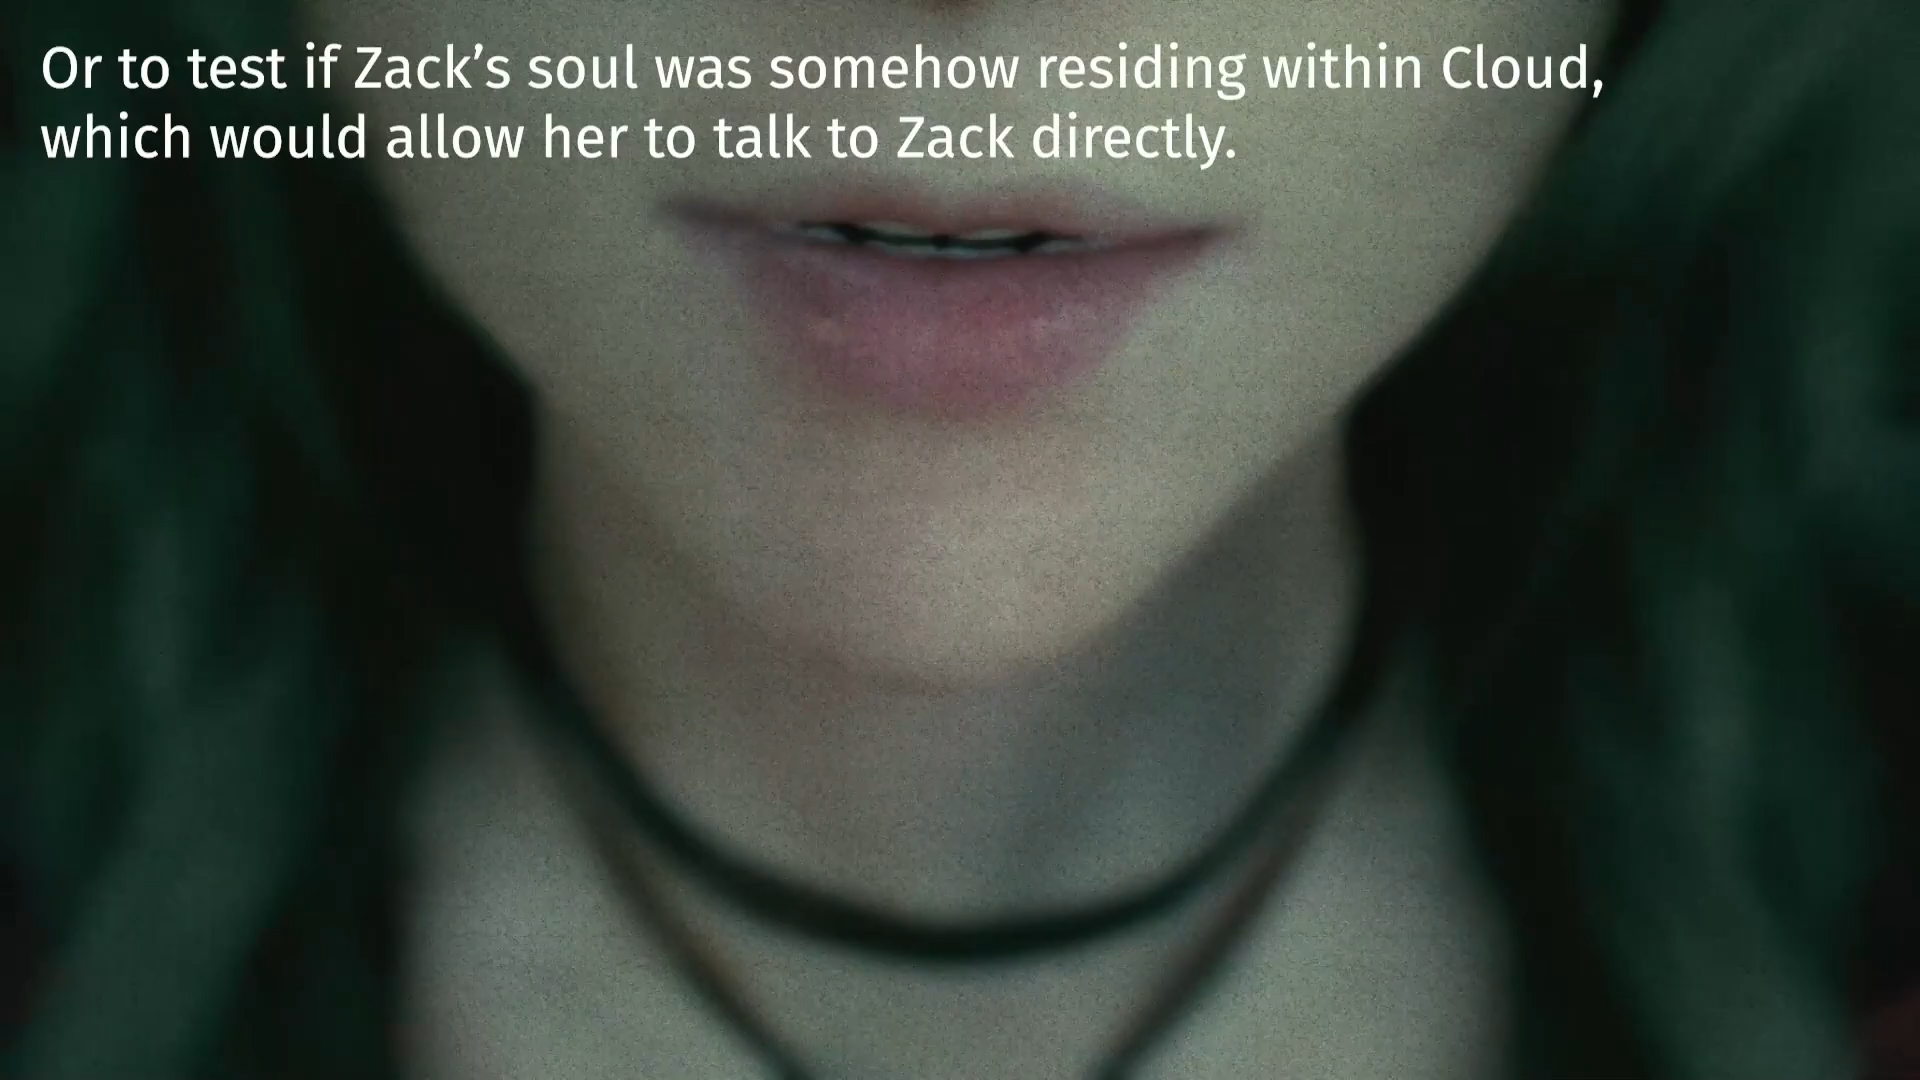 Or to test if Zack’s soul was somehow residing within Cloud,
which would allow her to talk to Zack directly.